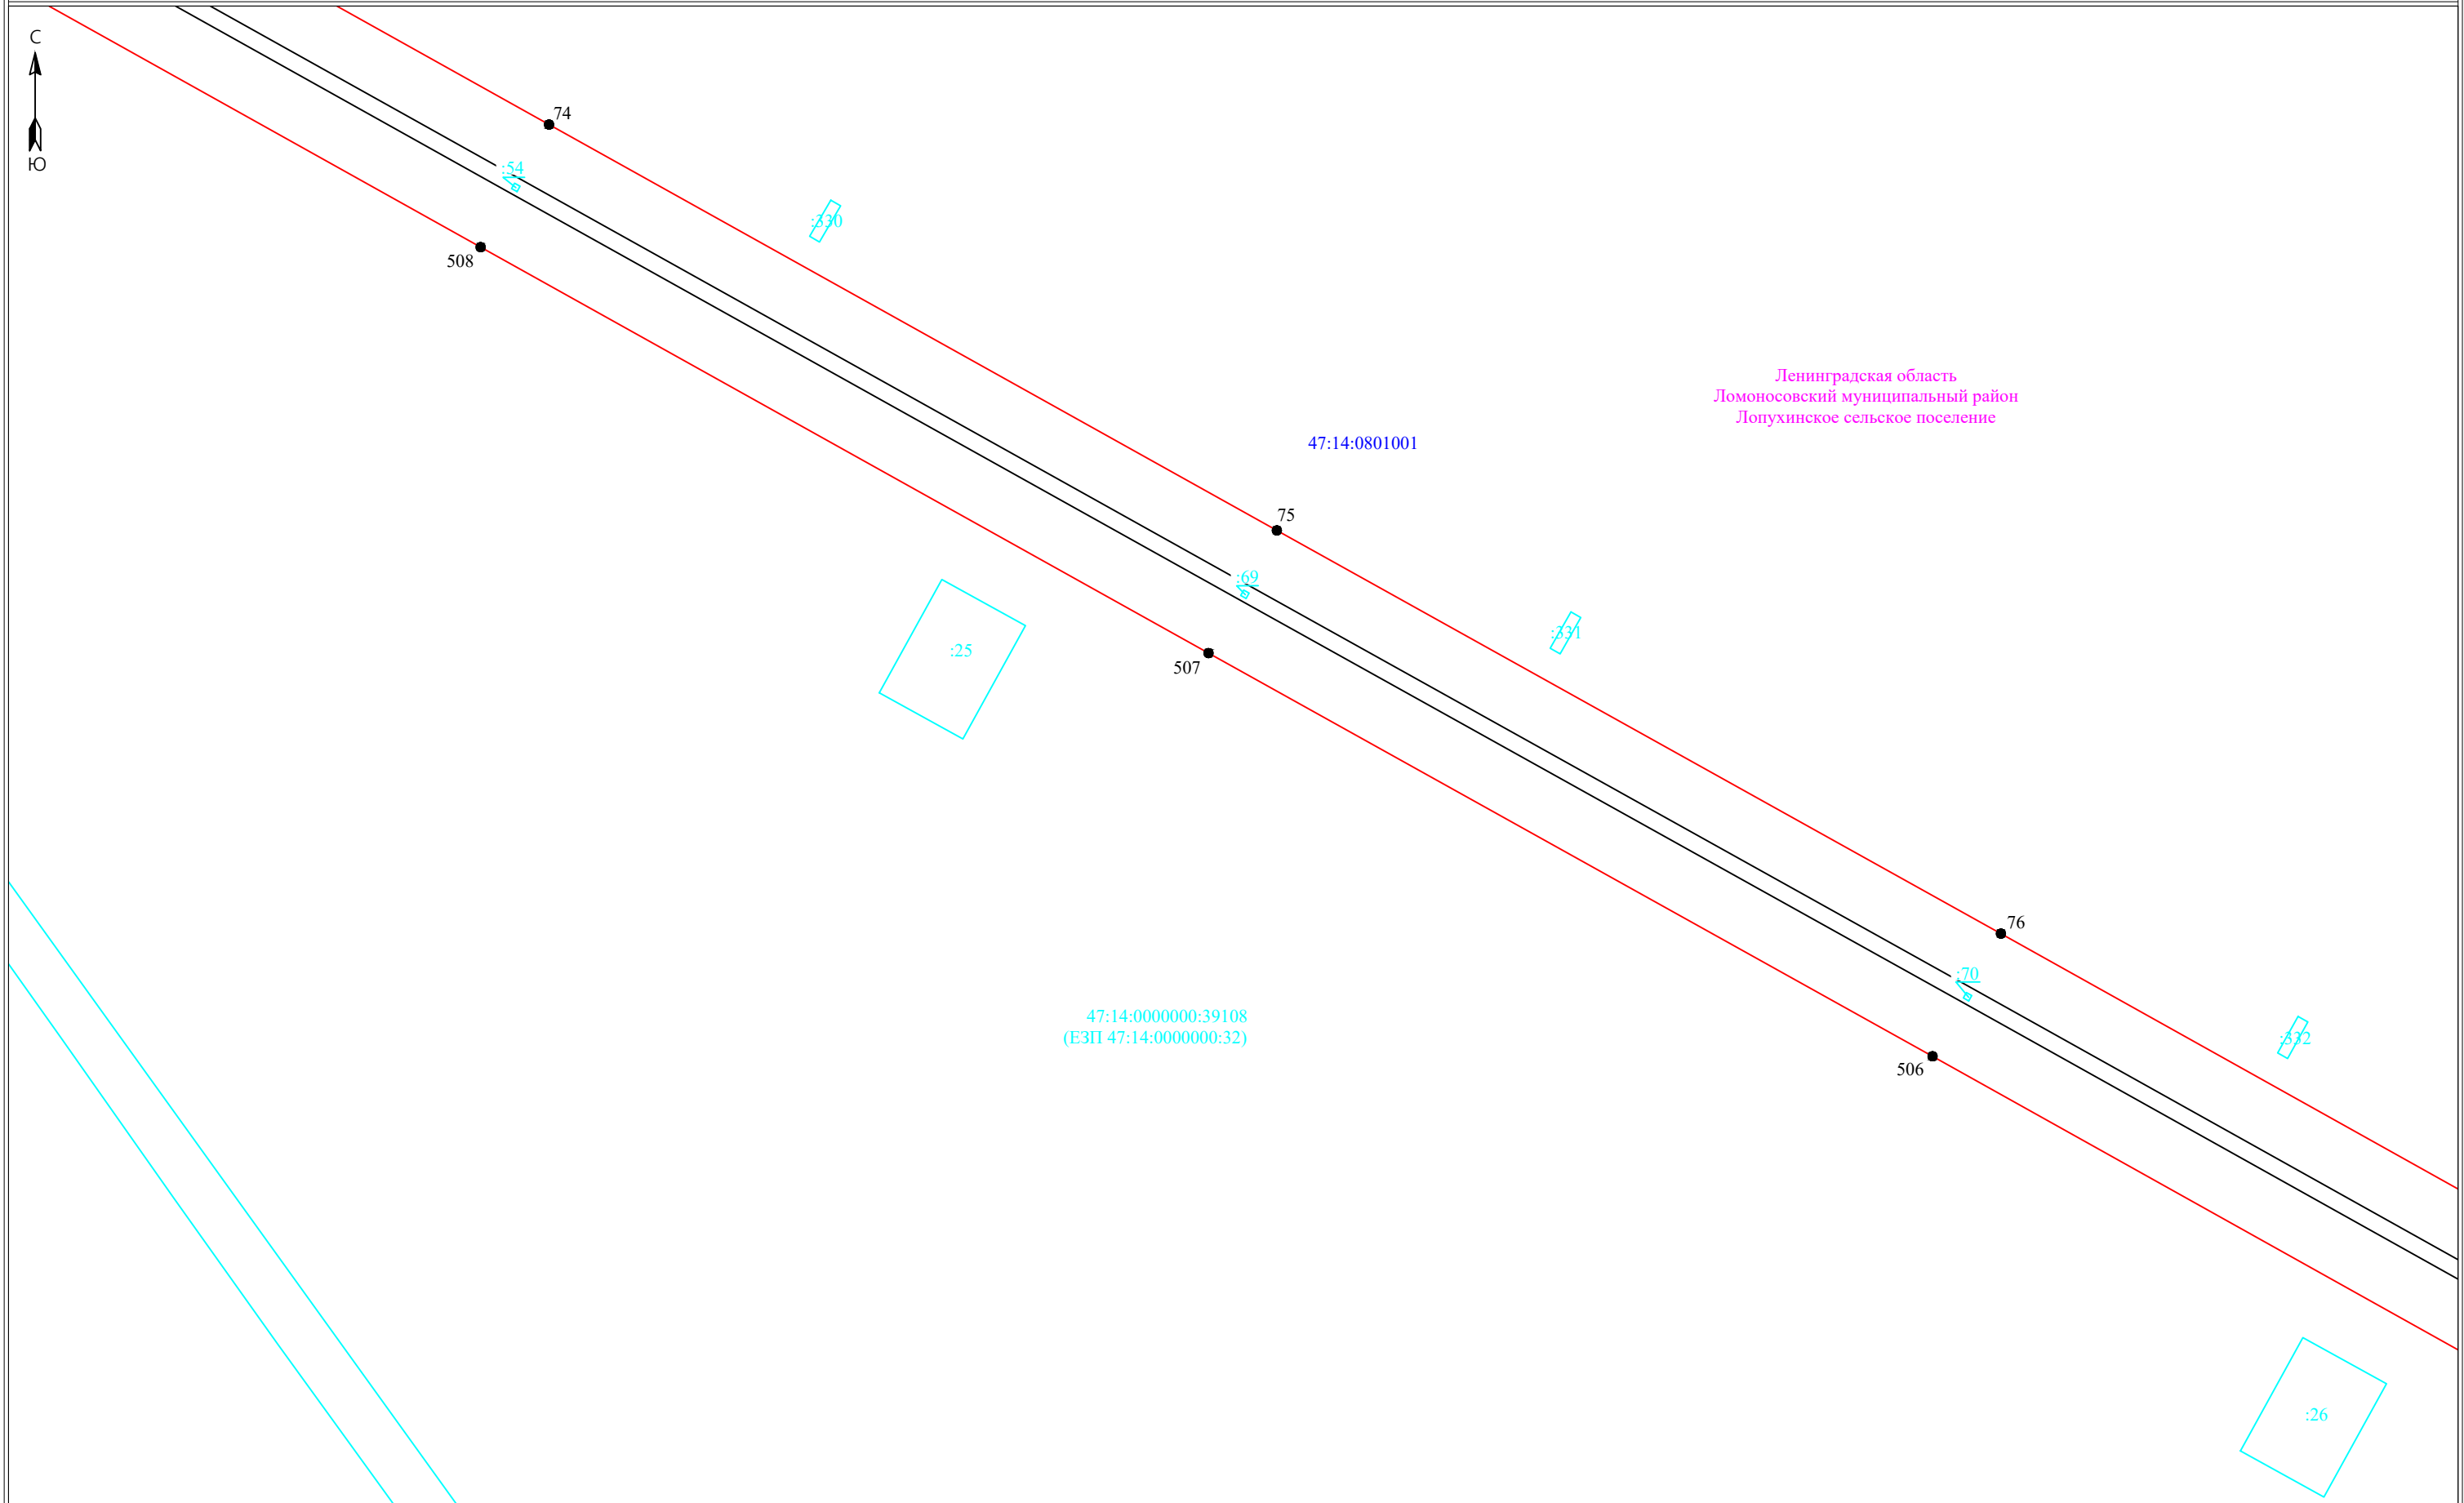 С
Ю
74
:54
:330
508
Ленинградская область
Ломоносовский муниципальный район
Лопухинское сельское поселение
47:14:0801001
75
:69
:331
:25
507
76
:70
47:14:0000000:39108
(ЕЗП 47:14:0000000:32)
:332
506
:26